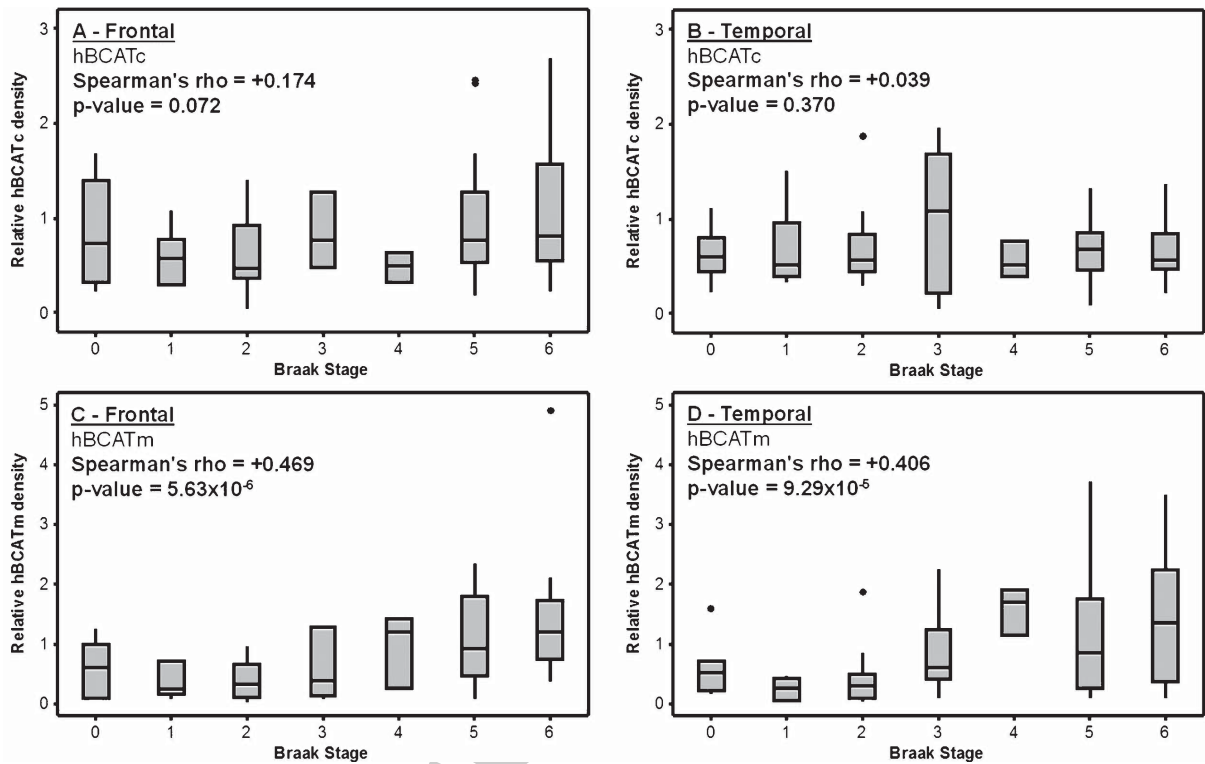 A - Frontal
hBCATc
Spearman's rho = +0.174
p-value = 0.072
Relative hBCATc density
3
2
1
0
0 1 2 3 4 5 6
Braak Stage
B - Temporal
hBCATc
Spearman's rho = +0.039
p-value = 0.370
Relative hBCATc density
3
2
1
0
0 1 2 3 4 5 6
Braak Stage
C - Frontal
hBCATm
Spearman's rho = +0.469
p-value = 5.63x10⁻⁶
Relative hBCATm density
5
4
3
2
1
0
0 1 2 3 4 5 6
Braak Stage
D - Temporal
hBCATm
Spearman's rho = +0.406
p-value = 9.29x10⁻⁵
Relative hBCATm density
5
4
3
2
1
0
0 1 2 3 4 5 6
Braak Stage